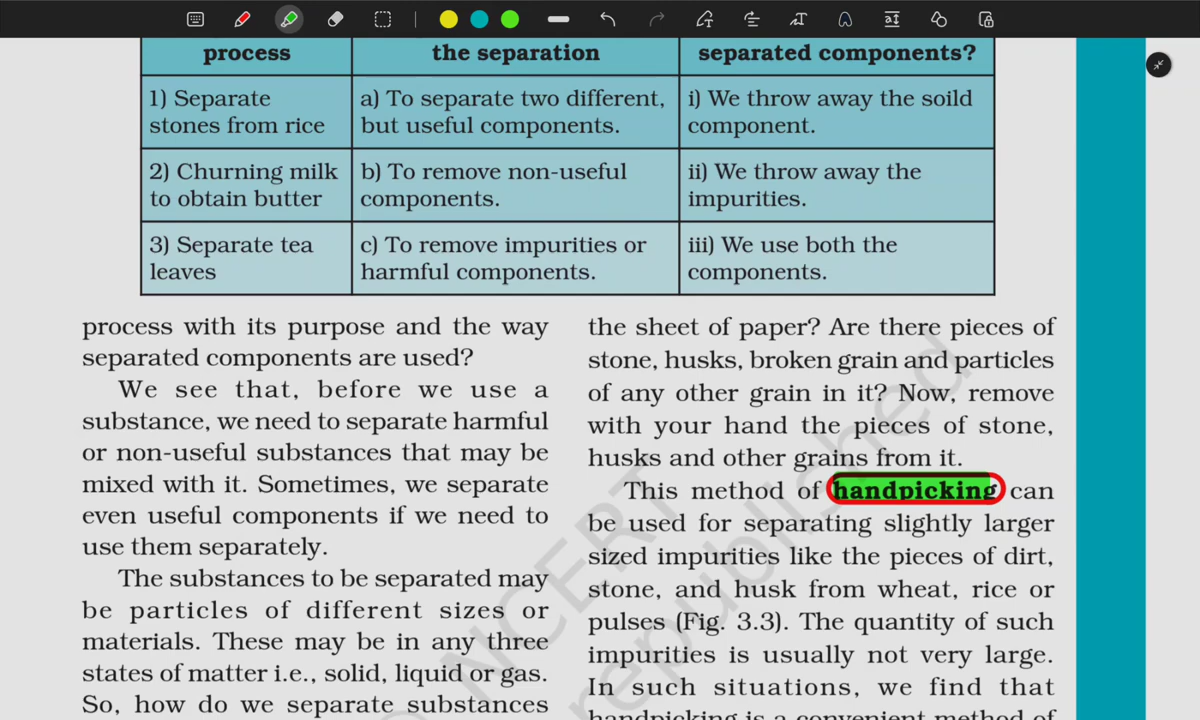 process
the separation
separated components?
1) Separate
stones from rice
a) To separate two different,
but useful components.
i) We throw away the soild
component.
2) Churning milk
to obtain butter
b) To remove non-useful
components.
ii) We throw away the
impurities.
3) Separate tea
leaves
c) To remove impurities or
harmful components.
iii) We use both the
components.
process with its purpose and the way
separated components are used?
We see that, before we use a
substance, we need to separate harmful
or non-useful substances that may be
mixed with it. Sometimes, we separate
even useful components if we need to
use them separately.
The substances to be separated may
be particles of different sizes or
materials. These may be in any three
states of matter i.e., solid, liquid or gas.
So, how do we separate substances
the sheet of paper? Are there pieces of
stone, husks, broken grain and particles
of any other grain in it? Now, remove
with your hand the pieces of stone,
husks and other grains from it.
This method of handpicking can
be used for separating slightly larger
sized impurities like the pieces of dirt,
stone, and husk from wheat, rice or
pulses (Fig. 3.3). The quantity of such
impurities is usually not very large.
In such situations, we find that
handpicking is a convenient method of
NCERT
republished